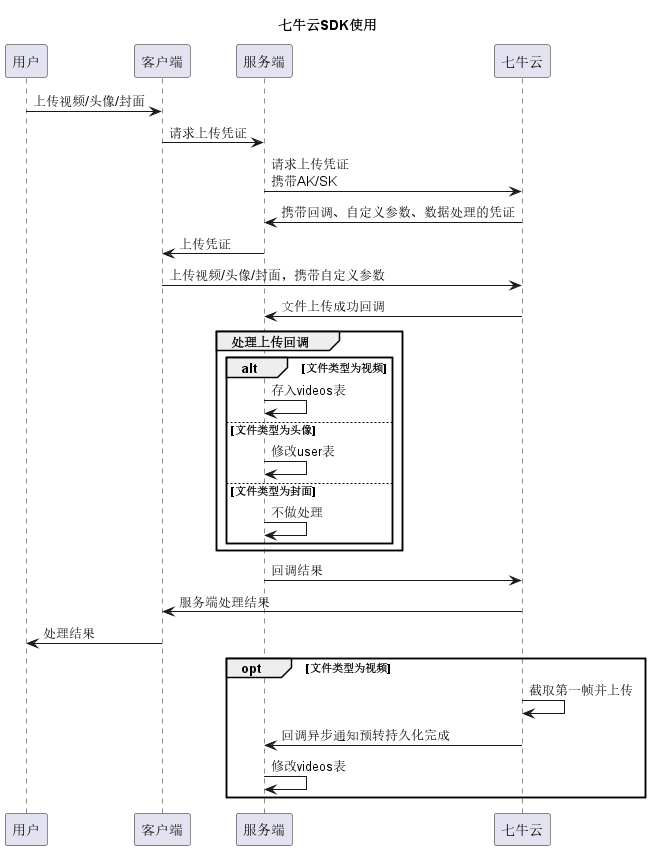 七牛云SDK使用
用户
客户端
服务端
七牛云
上传视频/头像/封面
请求上传凭证
请求上传凭证
携带AK/SK
携带回调、自定义参数、数据处理的凭证
上传凭证
上传视频/头像/封面，携带自定义参数
文件上传成功回调
处理上传回调
alt
[文件类型为视频]
存入videos表
[文件类型为头像]
修改user表
[文件类型为封面]
不做处理
回调结果
服务端处理结果
处理结果
opt
[文件类型为视频]
截取第一帧并上传
回调异步通知预转持久化完成
修改videos表
用户
客户端
服务端
七牛云